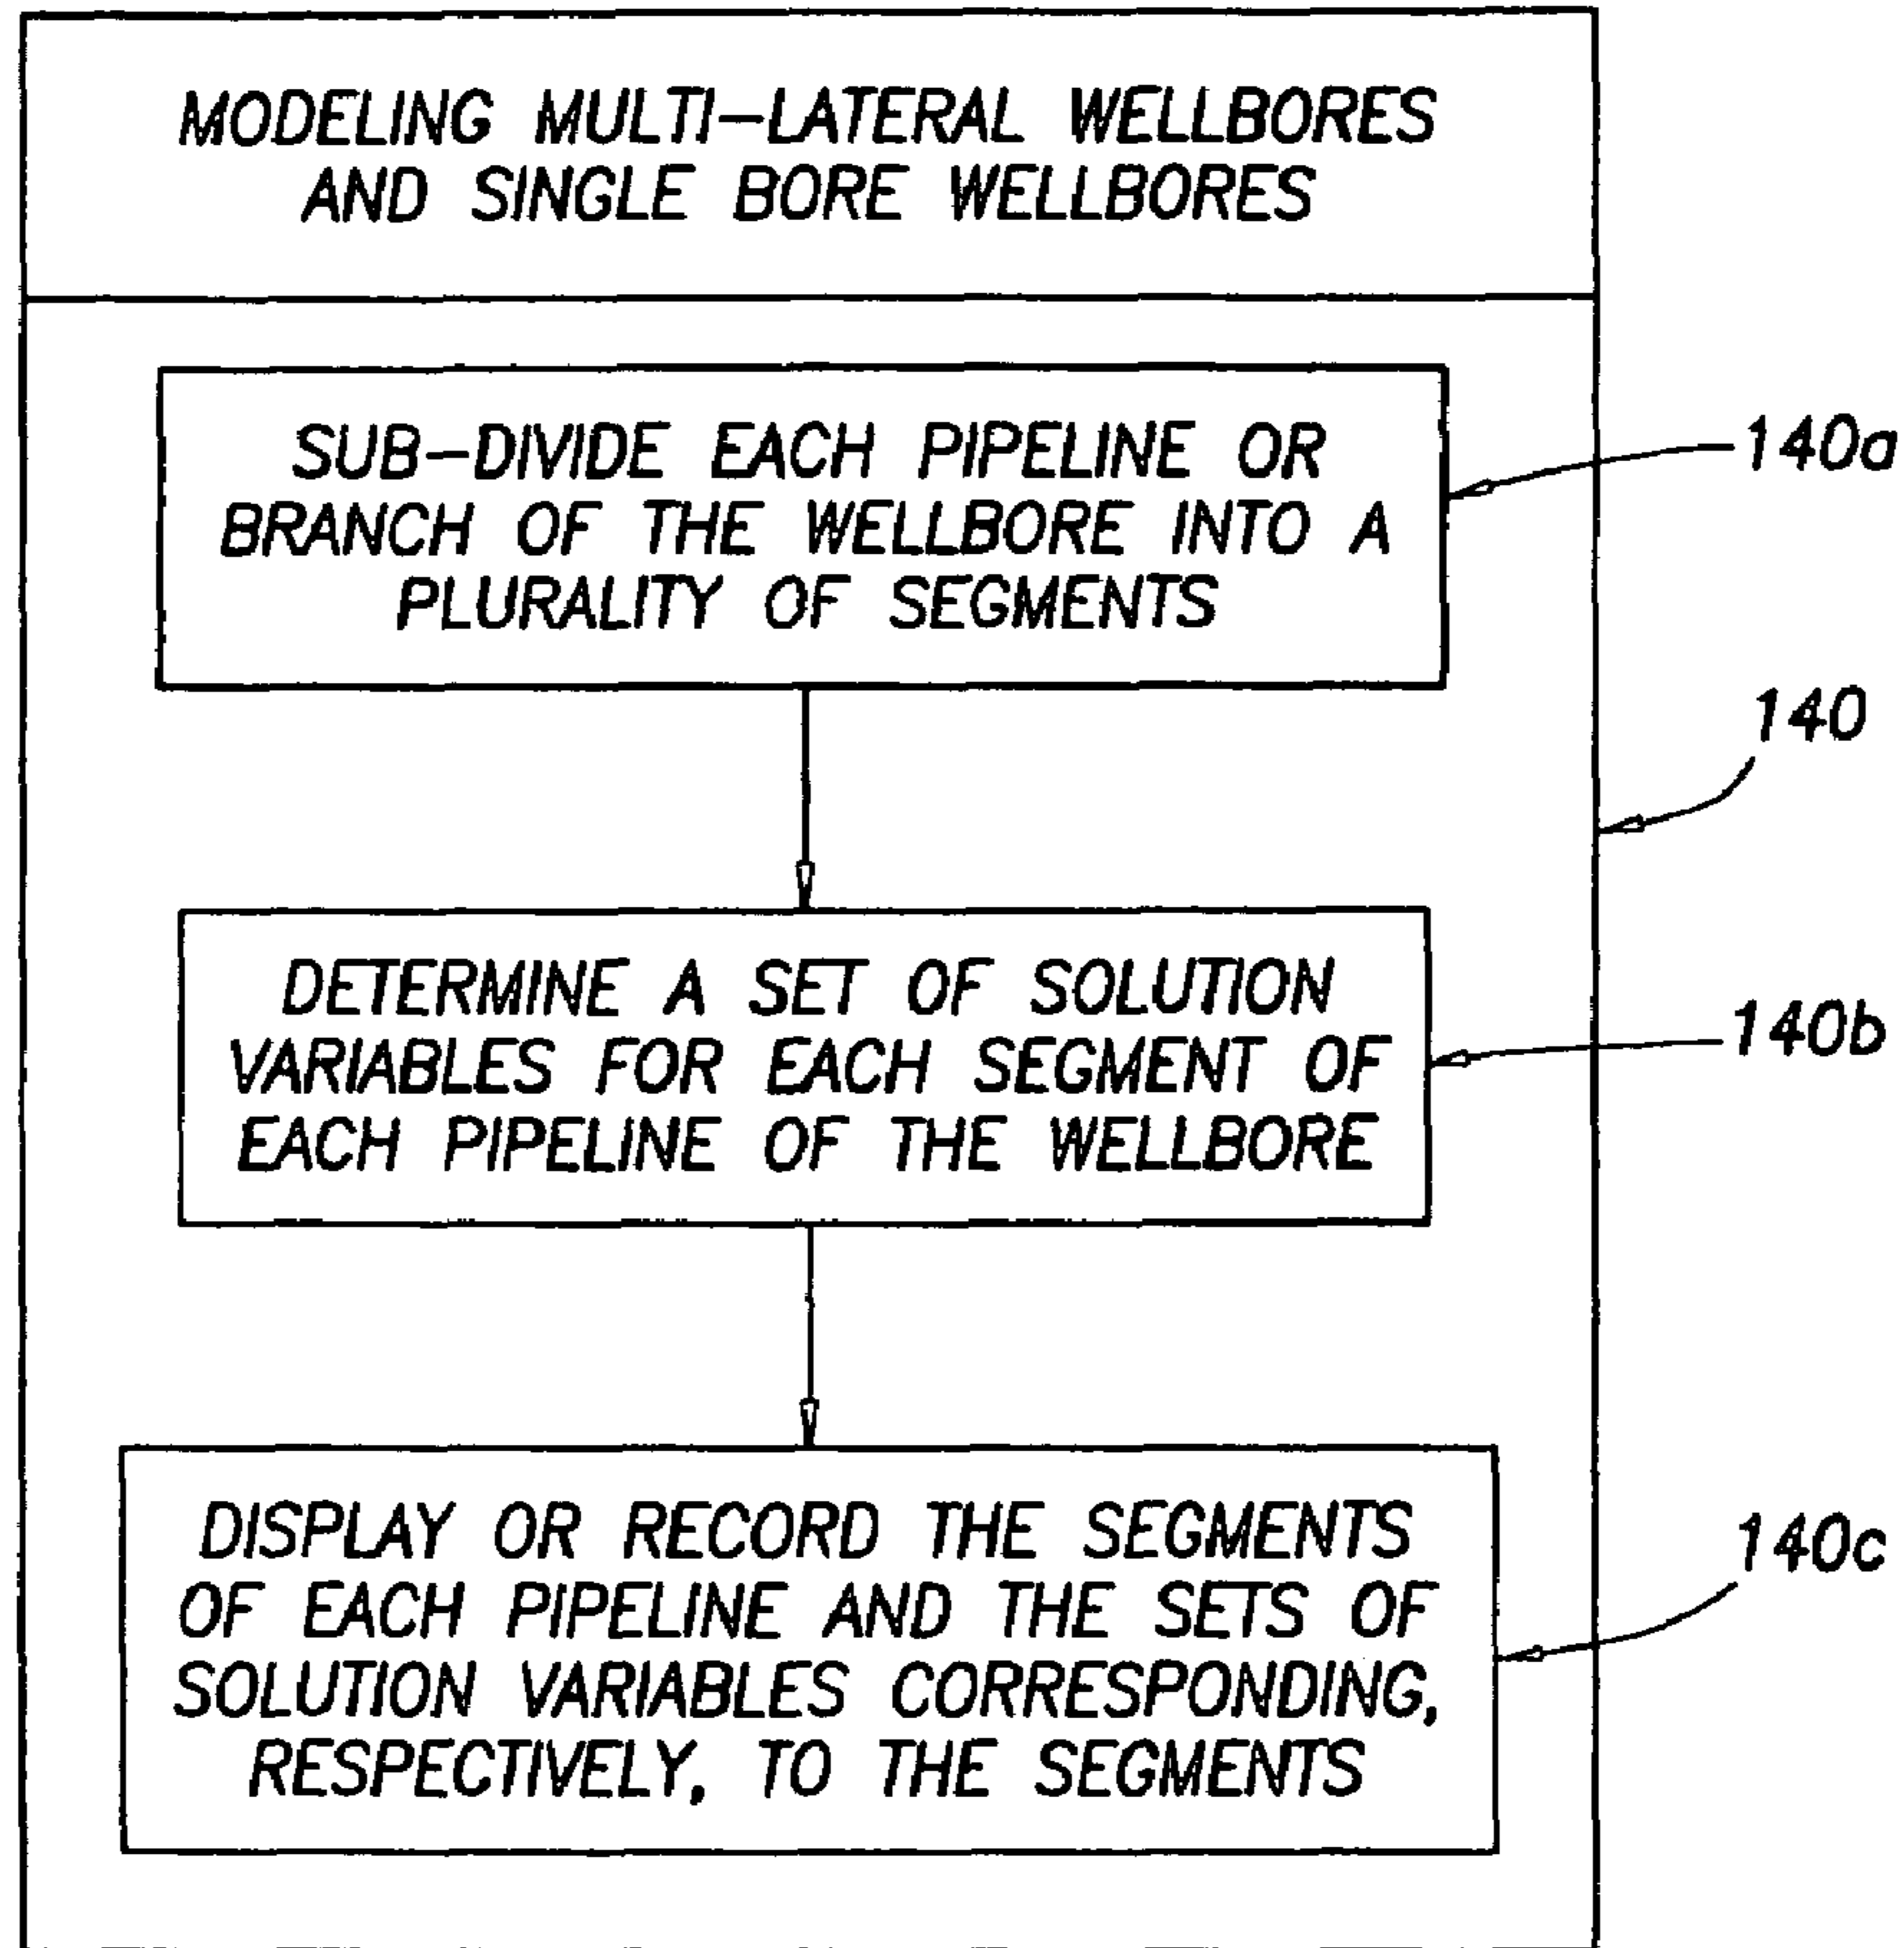 MODELING MULTI-LATERAL WELLBORES
AND SINGLE BORE WELLBORES
SUB-DIVIDE EACH PIPELINE OR
BRANCH OF THE WELLBORE INTO A
PLURALITY OF SEGMENTS
140a
140
DETERMINE A SET OF SOLUTION
VARIABLES FOR EACH SEGMENT OF
EACH PIPELINE OF THE WELLBORE
140b
DISPLAY OR RECORD THE SEGMENTS
OF EACH PIPELINE AND THE SETS OF
SOLUTION VARIABLES CORRESPONDING,
RESPECTIVELY, TO THE SEGMENTS
140c